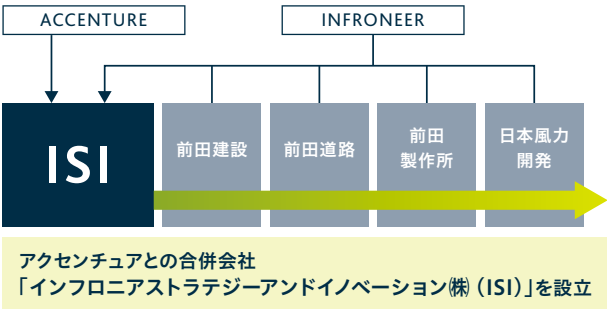 ACCENTURE
INFRONEER
ISI
前田建設
前田道路
前田
製作所
日本風力
開発
アクセンチュアとの合併会社
「インフロニアストラテジーアンドイノベーション㈱（ISI）」を設立